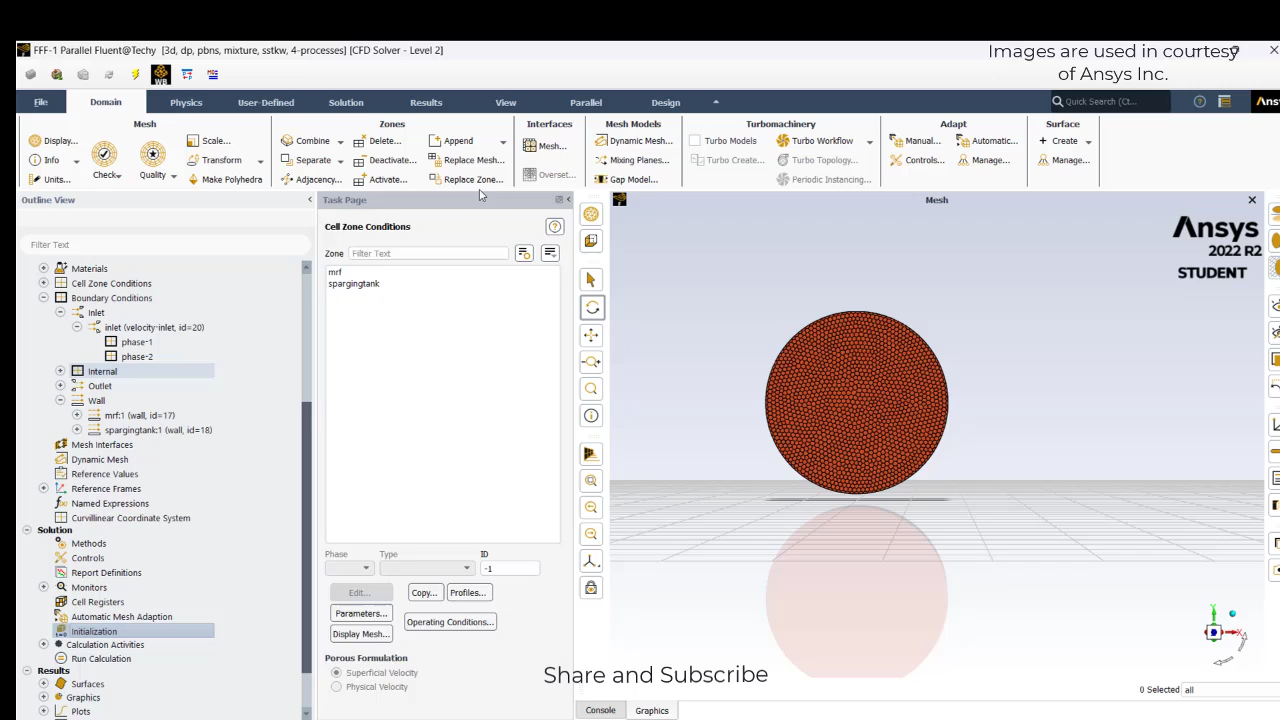 FFF-1 Parallel Fluent@Techy [3d, dp, pbns, mixture, sstkw, 4-processes] [CFD Solver - Level 2]
Images are used in courtesy
of Ansys Inc.
WB
File Domain Physics User-Defined Solution Results View Parallel Design
Quick Search (Ct...
Ans
Mesh Zones Interfaces Mesh Models Turbomachinery Adapt Surface
Display... Scale... Combine Delete... Append Mesh... Dynamic Mesh... Turbo Models Turbo Workflow Manual... Automatic... Create
Info Check Quality Transform Separate Deactivate... Replace Mesh... Mixing Planes... Turbo Create... Turbo Topology... Controls... Manage... Manage...
Units... Make Polyhedra Adjacency... Activate... Replace Zone... Overset... Gap Model... Periodic Instancing...
Outline View
Filter Text
Materials
Cell Zone Conditions
Boundary Conditions
Inlet
inlet (velocity-inlet, id=20)
phase-1
phase-2
Internal
Outlet
Wall
mrf:1 (wall, id=17)
spargingtank:1 (wall, id=18)
Mesh Interfaces
Dynamic Mesh
Reference Values
Reference Frames
Named Expressions
Curvilinear Coordinate System
Solution
Methods
Controls
Report Definitions
Monitors
Cell Registers
Automatic Mesh Adaption
Initialization
Calculation Activities
Run Calculation
Results
Surfaces
Graphics
Plots
Task Page
Cell Zone Conditions
Zone Filter Text
mrf
spargingtank
Phase Type ID
-1
Edit... Copy... Profiles...
Parameters... Operating Conditions...
Display Mesh...
Porous Formulation
Superficial Velocity
Physical Velocity
Mesh
Ansys
2022 R2
STUDENT
Y
X
Share and Subscribe
0 Selected all
Console Graphics